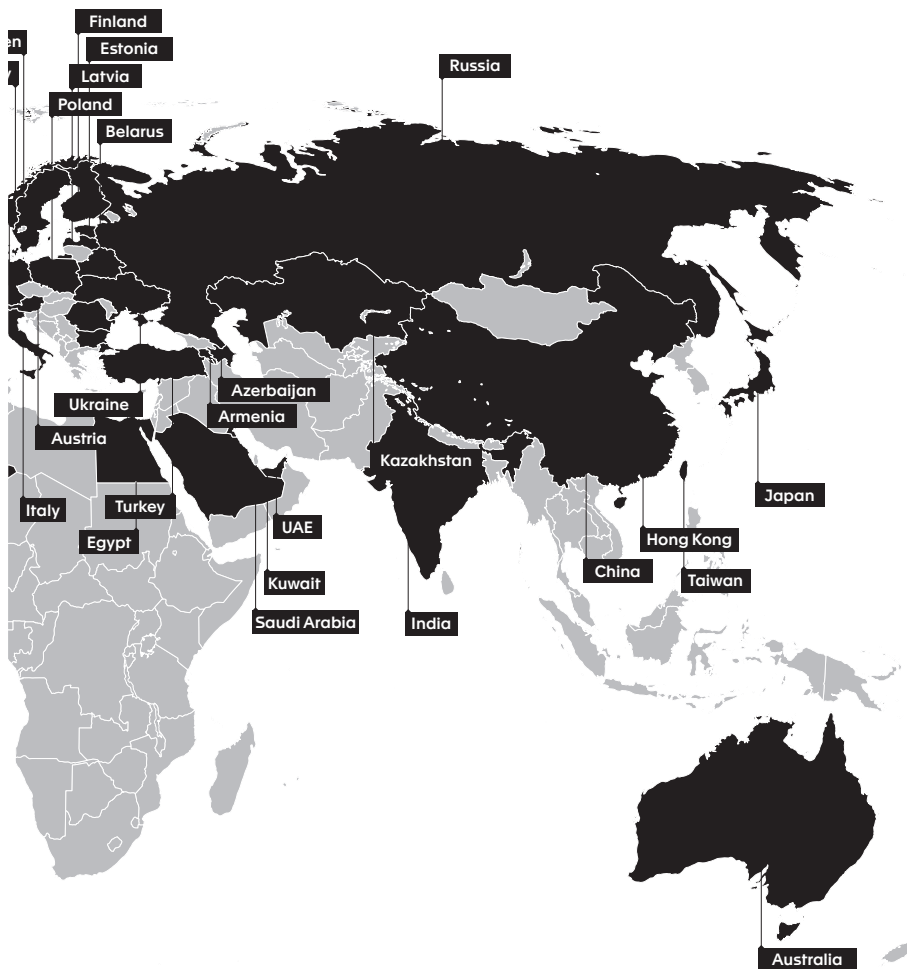 Finland
Estonia
Latvia
Poland
Belarus
Russia
Azerbaijan
Ukraine
Armenia
Austria
Kazakhstan
Italy
Turkey
Japan
UAE
Egypt
Hong Kong
China
Kuwait
Taiwan
Saudi Arabia
India
Australia